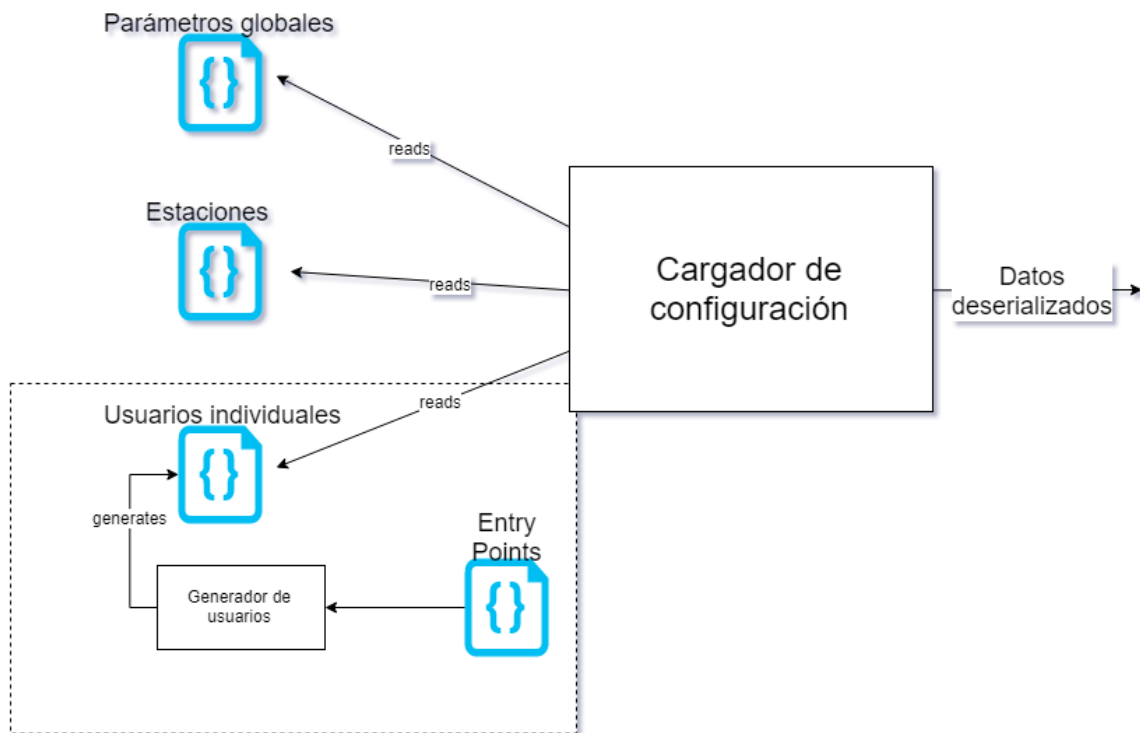 Parámetros globales
{}
reads
Estaciones
{}
reads
Cargador de
configuración
Datos
deserializados
reads
Usuarios individuales
{}
generates
Entry
Points
{}
Generador de
usuarios